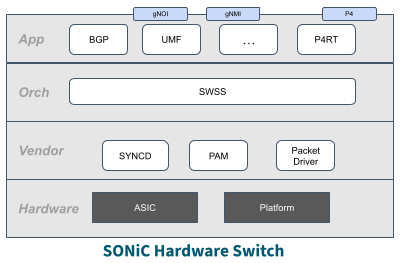 gNOI gNMI P4
App BGP UMF ... P4RT
Orch SWSS
Vendor SYNCD PAM Packet
Driver
Hardware ASIC Platform
SONiC Hardware Switch